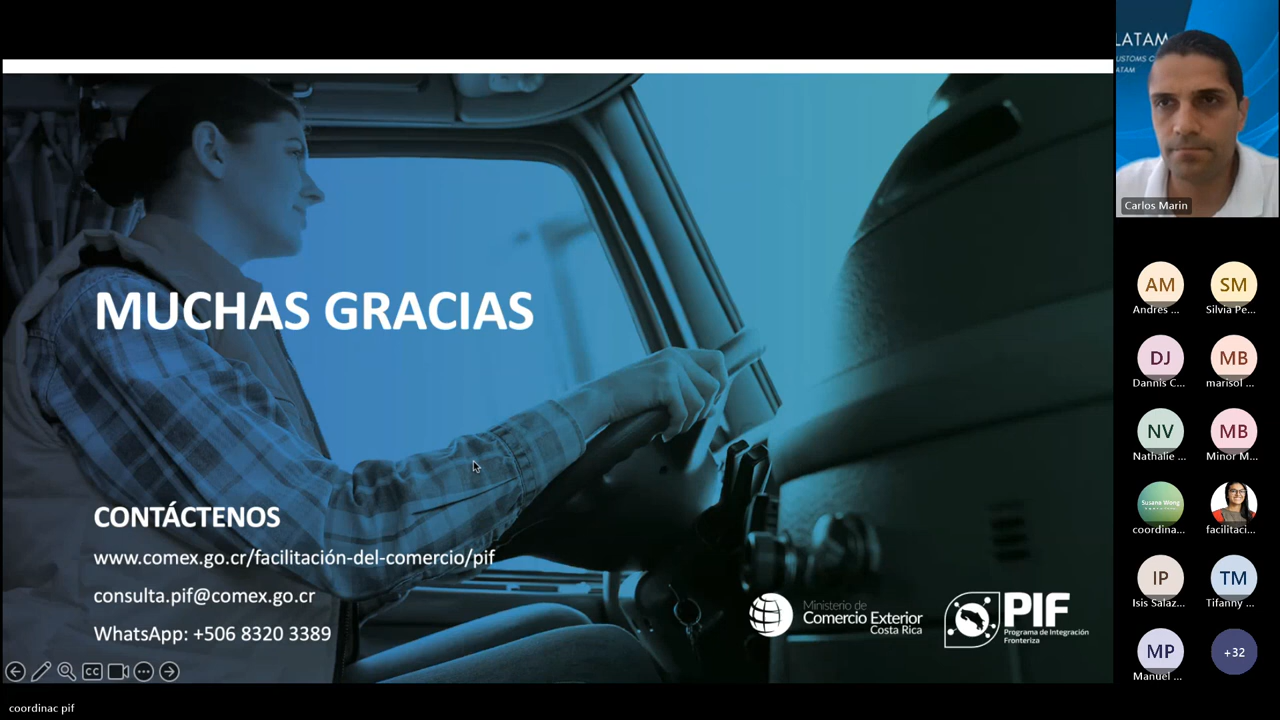 MUCHAS GRACIAS
CONTÁCTENOS
www.comex.go.cr/facilitación-del-comercio/pif
consulta.pif@comex.go.cr
WhatsApp: +506 8320 3389
Ministerio de
Comercio Exterior
Costa Rica
PIF
Programa de Integración
Fronteriza
CC
coordinac pif
LATAM
USTOMS C
ATAM
Carlos Marin
AM
SM
Andres ...
Silvia Pe...
DJ
MB
Dannis C...
marisol ...
NV
MB
Nathalie ...
Minor M...
Susana Wong
coordina...
facilitaci...
IP
TM
Isis Salaz...
Tifanny ...
MP
+32
Manuel ...